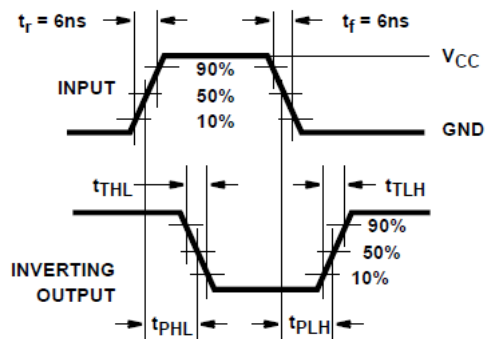 tr = 6ns
tf = 6ns
VCC
90%
INPUT
50%
10%
GND
tTHL
tTLH
90%
50%
INVERTING
OUTPUT
10%
tPHL
tPLH